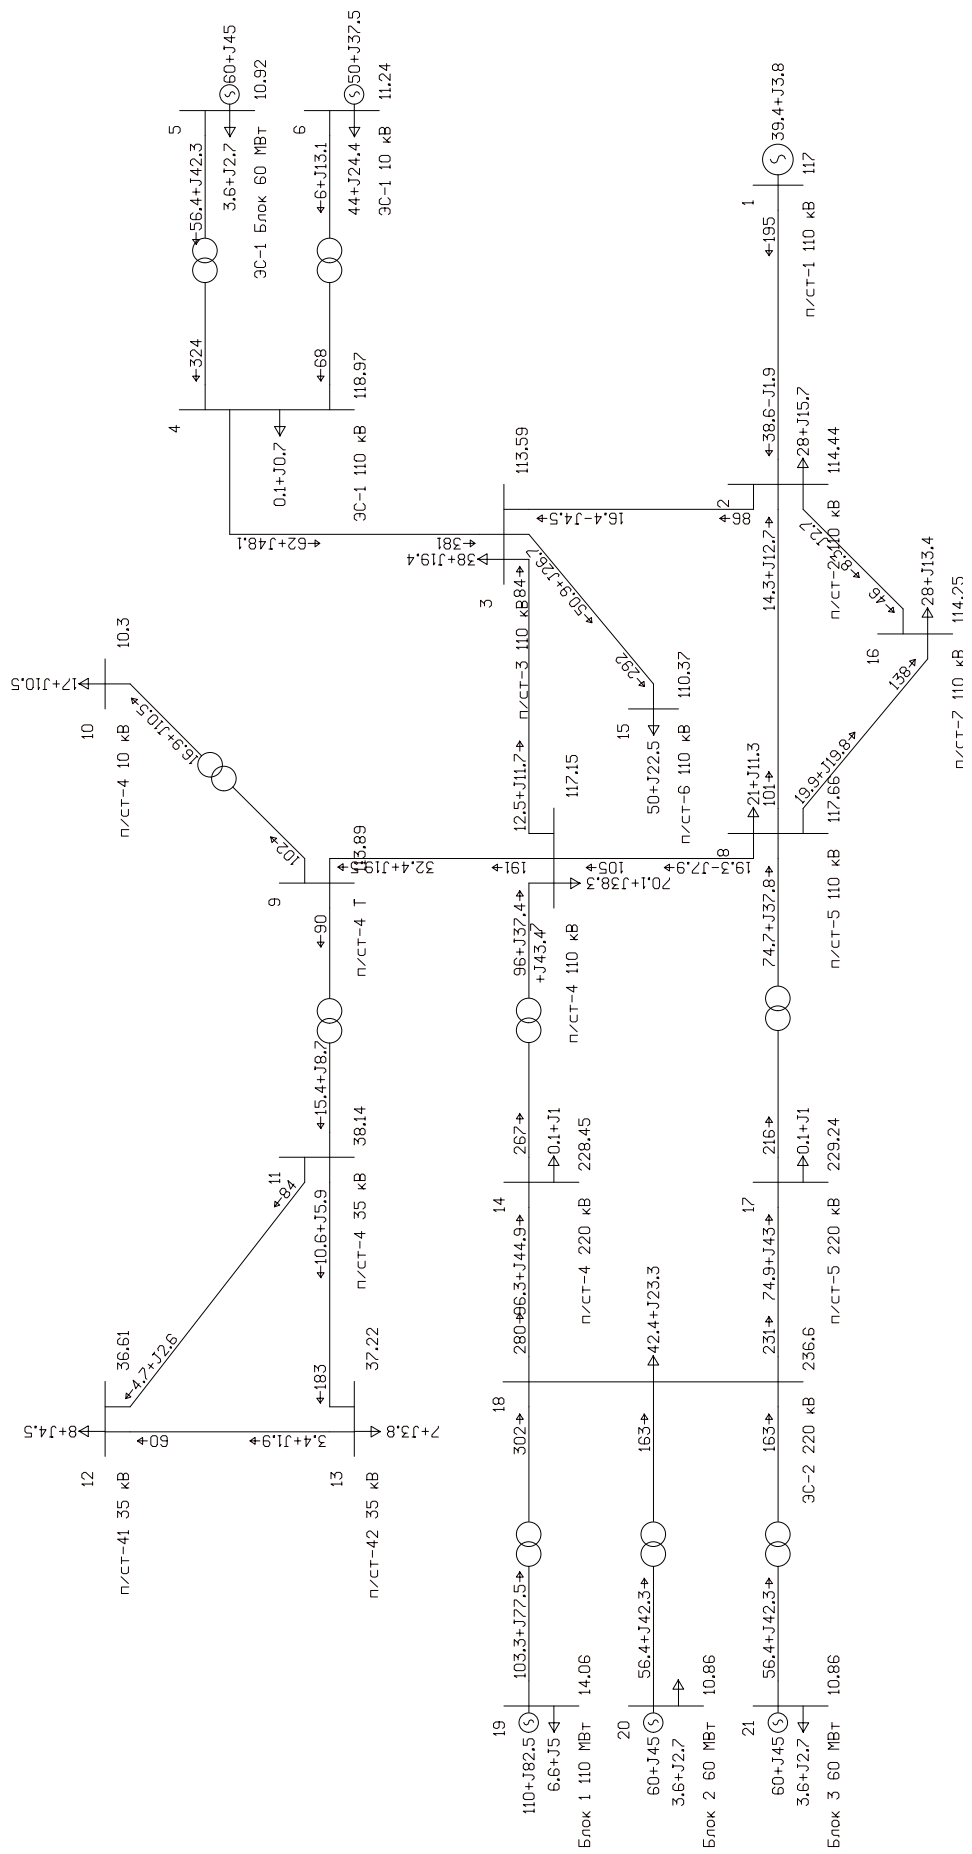 60+J45
10.92
5
3.6+J2.7
56.4+J42.3
ЭС-1 Блок 60 МВт
50+J37.5
11.24
6
44+J24.4
6+J13.1
ЭС-1 10 кВ
324
68
118.97
4
0.1+J0.7
ЭС-1 110 кВ
39.4+J3.8
117
1
195
п/ст-1 110 кВ
38.6-J1.9
28+J15.7
114.44
2
п/ст-2 110 кВ
14.3+J12.7
8.3
J2.7
46
28+J13.4
114.25
16
138
19.9+J19.8
п/ст-7 110 кВ
113.59
3
16.4-J4.5
86
62+J48.1
381
38+J19.4
84
п/ст-3 110 кВ
50.9+J26.7
292
110.37
15
50+J22.5
п/ст-6 110 кВ
12.5+J11.7
117.15
191
105
70.1+J38.3
96+J37.4
+J43.4
п/ст-4 110 кВ
19.3-J7.9
21+J11.3
101
117.66
8
74.7+J37.8
п/ст-5 110 кВ
10.3
17+J10.5
10
16.9+J10.5
п/ст-4 10 кВ
102
113.89
32.4+J19.5
9
90
п/ст-4 Т
15.4+J8.7
38.14
11
84
10.6+J5.9
п/ст-4 35 кВ
36.61
4.7+J2.6
8+J4.5
12
60
п/ст-41 35 кВ
37.22
183
3.4+J1.9
7+J3.8
13
п/ст-42 35 кВ
267
0.1+J1
228.45
14
96.3+J44.9
п/ст-4 220 кВ
280
216
0.1+J1
229.24
17
74.9+J43
п/ст-5 220 кВ
231
42.4+J23.3
236.6
18
302
163
163
ЭС-2 220 кВ
103.3+J77.5
14.06
19
110+J82.5
6.6+J5
Блок 1 110 МВт
56.4+J42.3
10.86
20
60+J45
3.6+J2.7
Блок 2 60 МВт
56.4+J42.3
10.86
21
60+J45
3.6+J2.7
Блок 3 60 МВт